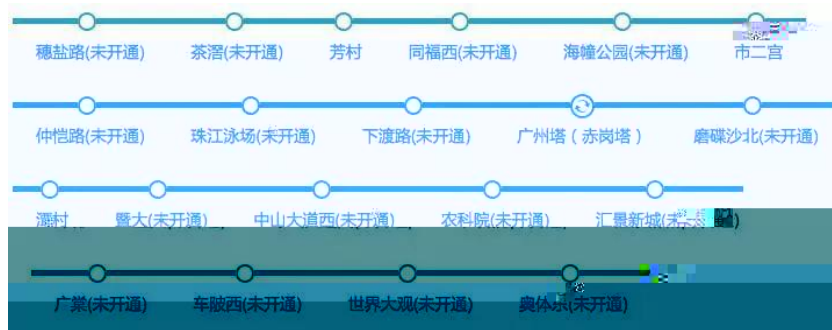 穗盐路(未开通) 茶滘(未开通) 芳村 同福西(未开通) 海幢公园(未开通) 市二宫
仲恺路(未开通) 珠江泳场(未开通) 下渡路(未开通) 广州塔(赤岗塔) 磨碟沙北(未开通)
潭村 暨大(未开通) 中山大道西(未开通) 农科院(未开通) 汇景新城(未
广棠(未开通) 车陂西(未开通) 世界大观(未开通) 奥体东(未开通)